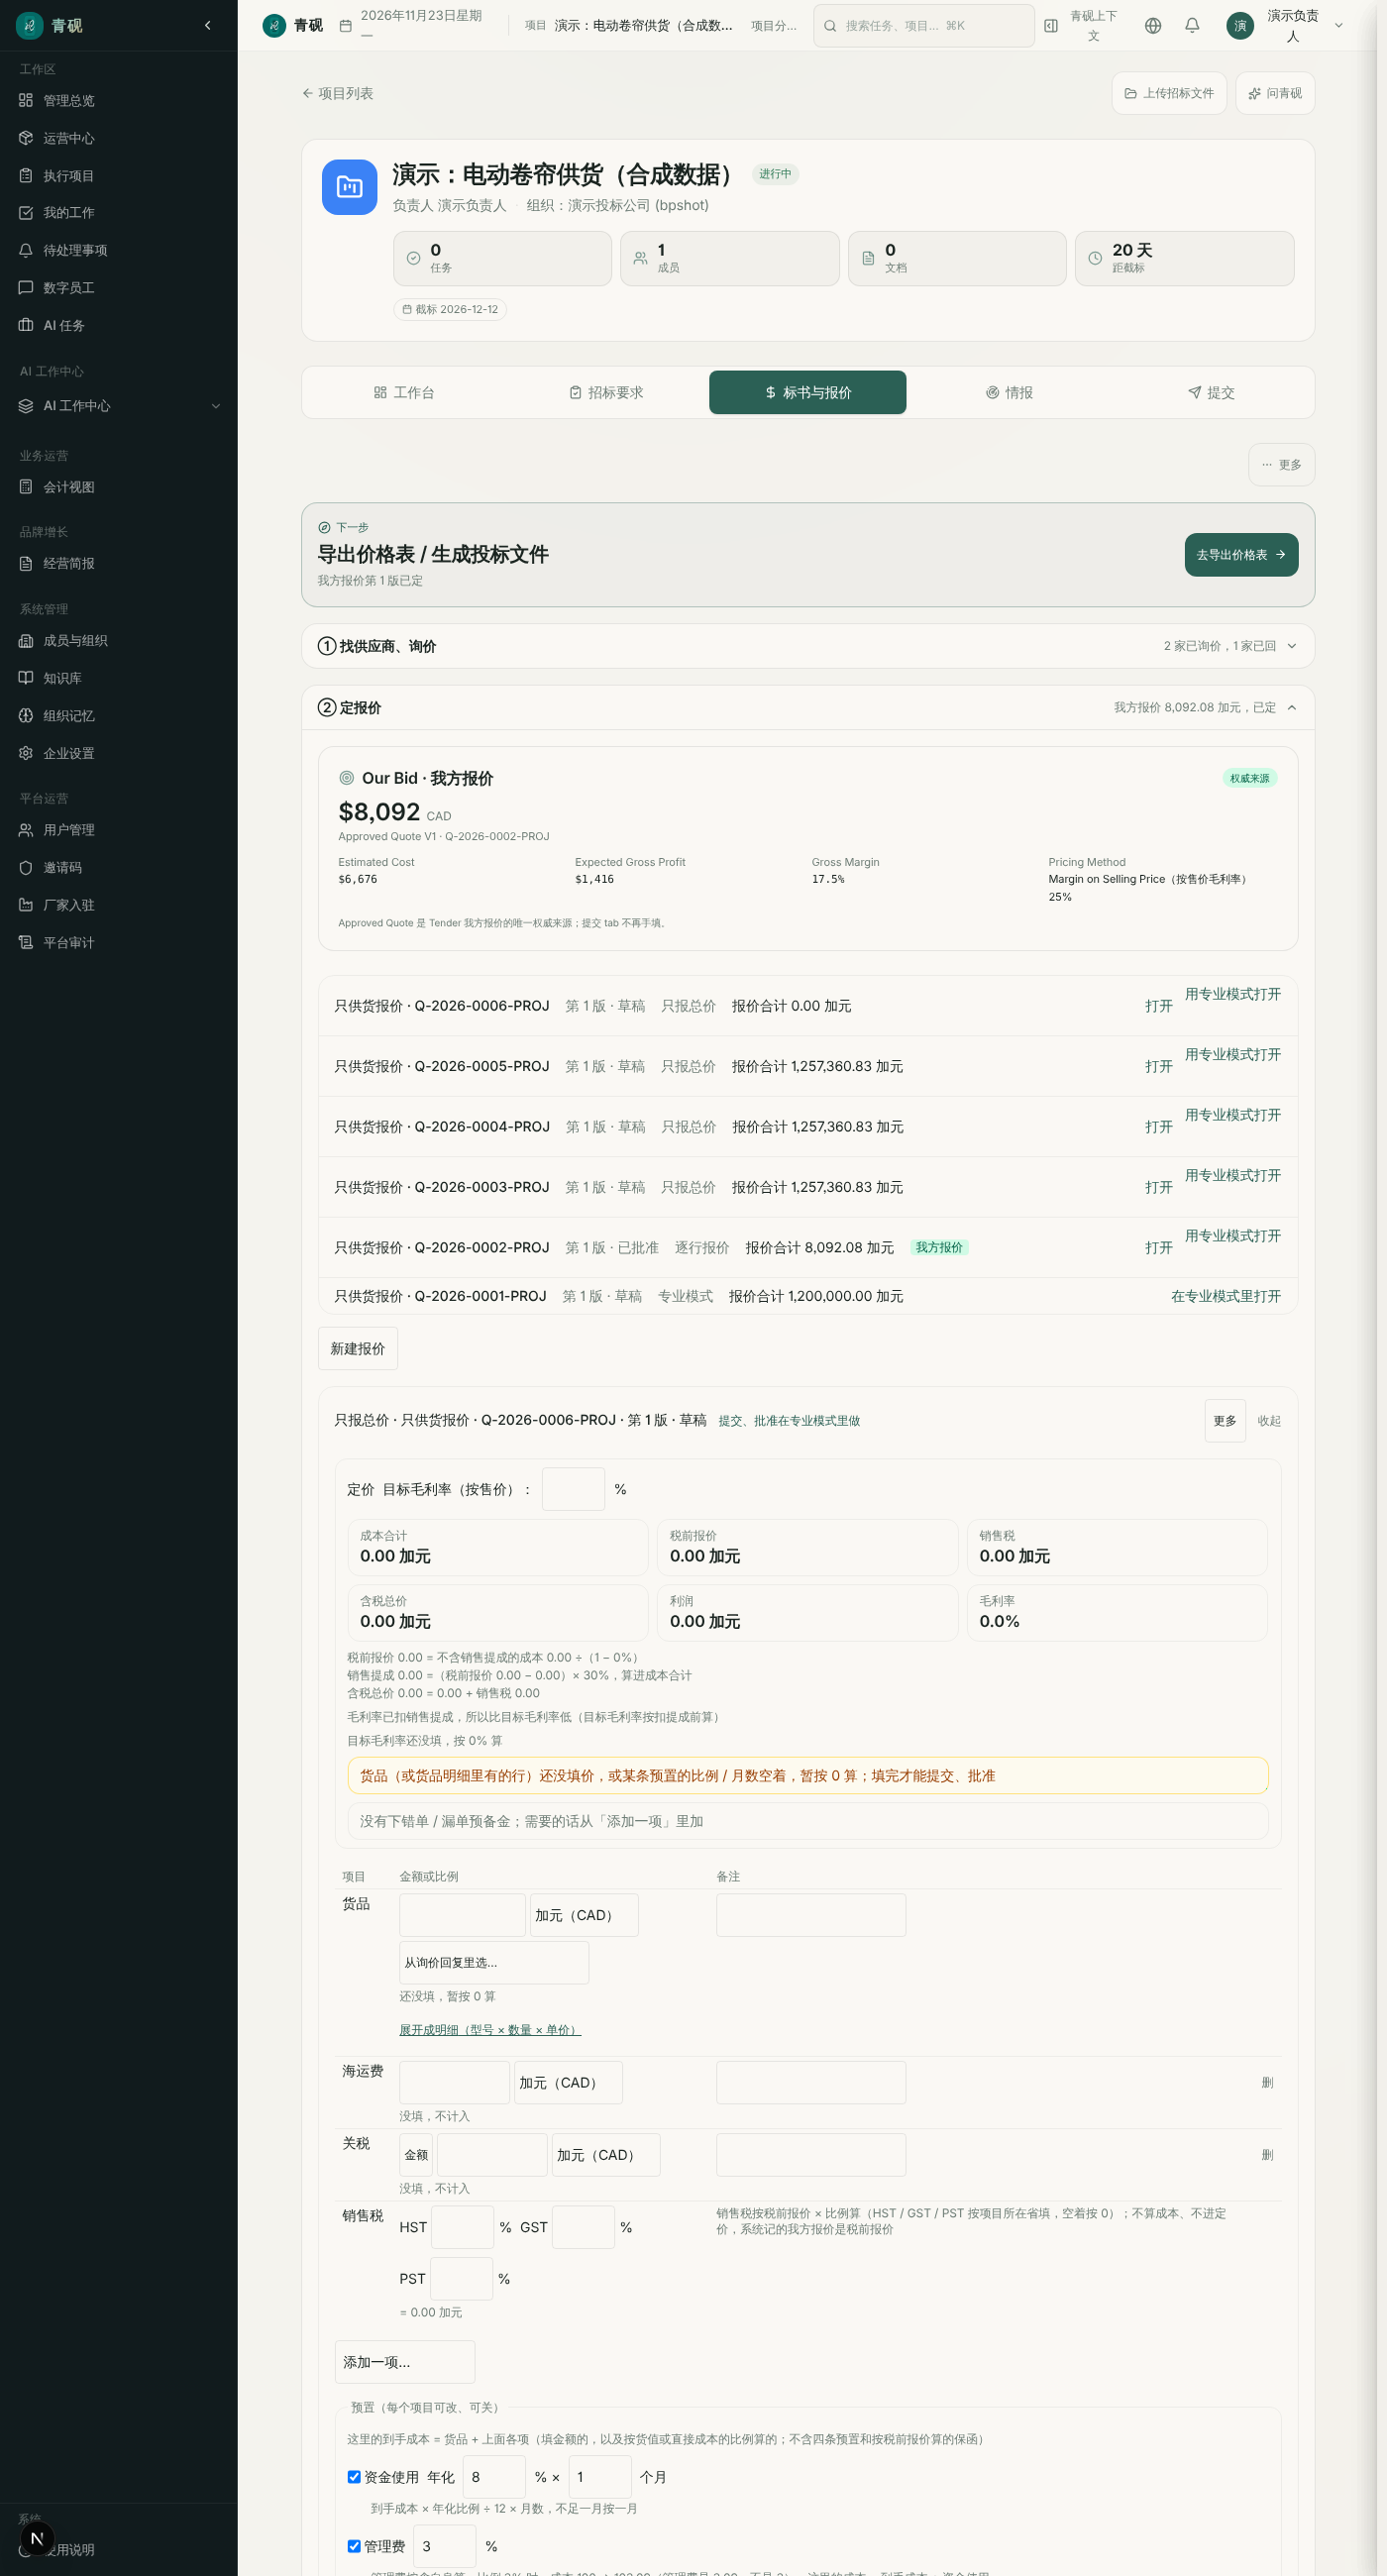 青砚
工作区
管理总览
运营中心
执行项目
我的工作
待处理事项
数字员工
AI 任务
AI 工作中心
AI 工作中心
业务运营
会计视图
品牌增长
经营简报
系统管理
成员与组织
知识库
组织记忆
企业设置
平台运营
用户管理
邀请码
厂家入驻
平台审计
系统
使用说明
青砚
2026年11月23日星期
一
项目 演示：电动卷帘供货（合成数...
项目分...
搜索任务、项目... ⌘K
青砚上下
文
演
演示负责
人
项目列表
上传招标文件
问青砚
演示：电动卷帘供货（合成数据） 进行中
负责人 演示负责人 · 组织：演示投标公司 (bpshot)
0
任务
1
成员
0
文档
20 天
距截标
截标 2026-12-12
工作台
招标要求
标书与报价
情报
提交
更多
下一步
导出价格表 / 生成投标文件
我方报价第 1 版已定
去导出价格表
① 找供应商、询价 2 家已询价，1 家已回
② 定报价 我方报价 8,092.08 加元，已定
Our Bid · 我方报价 权威来源
$8,092 CAD
Approved Quote V1 · Q-2026-0002-PROJ
Estimated Cost
$6,676
Expected Gross Profit
$1,416
Gross Margin
17.5%
Pricing Method
Margin on Selling Price（按售价毛利率）
25%
Approved Quote 是 Tender 我方报价的唯一权威来源；提交 tab 不再手填。
只供货报价 · Q-2026-0006-PROJ 第 1 版 · 草稿 只报总价 报价合计 0.00 加元 打开 用专业模式打开
只供货报价 · Q-2026-0005-PROJ 第 1 版 · 草稿 只报总价 报价合计 1,257,360.83 加元 打开 用专业模式打开
只供货报价 · Q-2026-0004-PROJ 第 1 版 · 草稿 只报总价 报价合计 1,257,360.83 加元 打开 用专业模式打开
只供货报价 · Q-2026-0003-PROJ 第 1 版 · 草稿 只报总价 报价合计 1,257,360.83 加元 打开 用专业模式打开
只供货报价 · Q-2026-0002-PROJ 第 1 版 · 已批准 逐行报价 报价合计 8,092.08 加元 我方报价 打开 用专业模式打开
只供货报价 · Q-2026-0001-PROJ 第 1 版 · 草稿 专业模式 报价合计 1,200,000.00 加元 在专业模式里打开
新建报价
只报总价 · 只供货报价 · Q-2026-0006-PROJ · 第 1 版 · 草稿 提交、批准在专业模式里做 更多 收起
定价 目标毛利率（按售价）： %
成本合计
0.00 加元
税前报价
0.00 加元
销售税
0.00 加元
含税总价
0.00 加元
利润
0.00 加元
毛利率
0.0%
税前报价 0.00 = 不含销售提成的成本 0.00 ÷（1 − 0%）
销售提成 0.00 =（税前报价 0.00 − 0.00）× 30%，算进成本合计
含税总价 0.00 = 0.00 + 销售税 0.00
毛利率已扣销售提成，所以比目标毛利率低（目标毛利率按扣提成前算）
目标毛利率还没填，按 0% 算
货品（或货品明细里有的行）还没填价，或某条预置的比例 / 月数空着，暂按 0 算；填完才能提交、批准
没有下错单 / 漏单预备金；需要的话从「添加一项」里加
项目 金额或比例 备注
货品 加元（CAD）
从询价回复里选...
还没填，暂按 0 算
展开成明细（型号 × 数量 × 单价）
海运费 加元（CAD） 删
没填，不计入
关税 金额 加元（CAD） 删
没填，不计入
销售税 HST % GST %
PST %
= 0.00 加元
销售税按税前报价 × 比例算（HST / GST / PST 按项目所在省填，空着按 0）；不算成本、不进定
价，系统记的我方报价是税前报价
添加一项...
预置（每个项目可改、可关）
这里的到手成本 = 货品 + 上面各项（填金额的，以及按货值或直接成本的比例算的；不含四条预置和按税前报价算的保函）
资金使用 年化 8 % × 1 个月
到手成本 × 年化比例 ÷ 12 × 月数，不足一月按一月
管理费 3 %